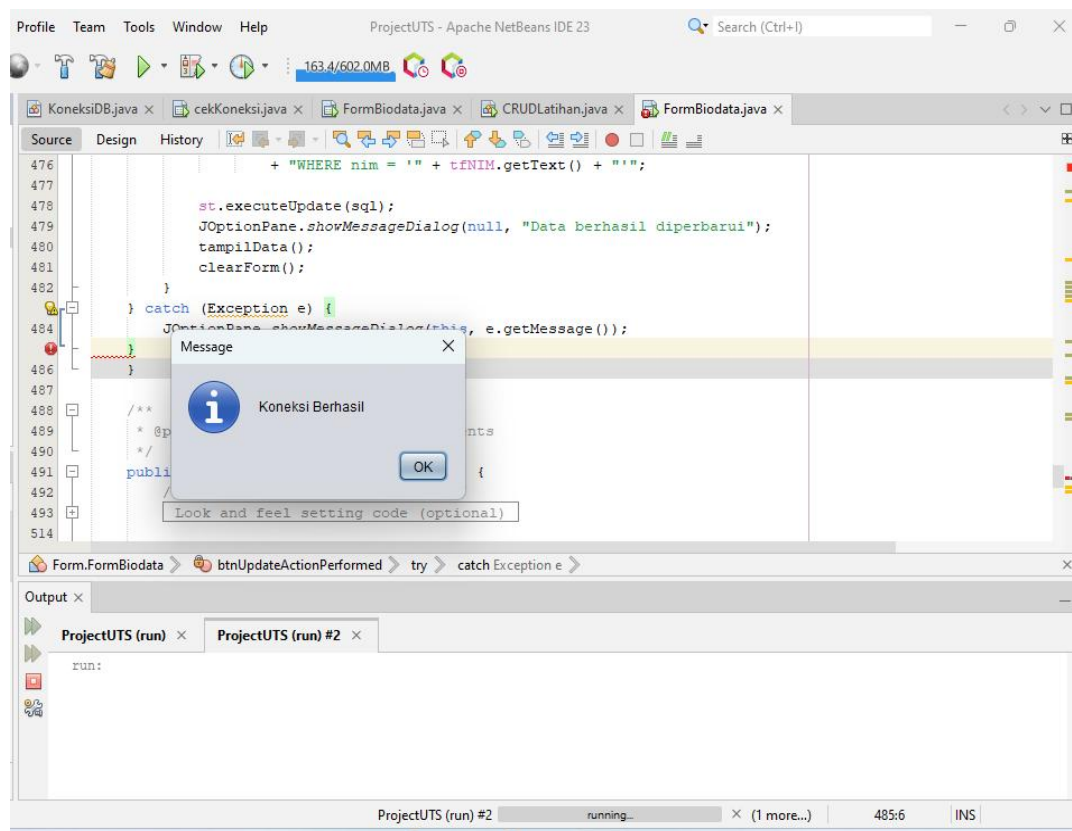 Profile Team Tools Window Help ProjectUTS - Apache NetBeans IDE 23 Search (Ctrl+I)
163.4/602.0MB
KoneksiDB.java cekKoneksi.java FormBiodata.java CRUDLatihan.java FormBiodata.java
Source Design History
476 + "WHERE nim = '" + tfNIM.getText() + "'";
477
478 st.executeUpdate(sql);
479 JOptionPane.showMessageDialog(null, "Data berhasil diperbarui");
480 tampilData();
481 clearForm();
482 }
} catch (Exception e) {
484 JOptionPane.showMessageDialog(this, e.getMessage());
}
486 }
487
488 /**
489 * @p nts
490 */
491 publi {
492 /
493 Look and feel setting code (optional)
514
Message
Koneksi Berhasil
OK
Form.FormBiodata btnUpdateActionPerformed try catch Exception e
Output
ProjectUTS (run) ProjectUTS (run) #2
run:
ProjectUTS (run) #2 running... (1 more...) 485:6 INS